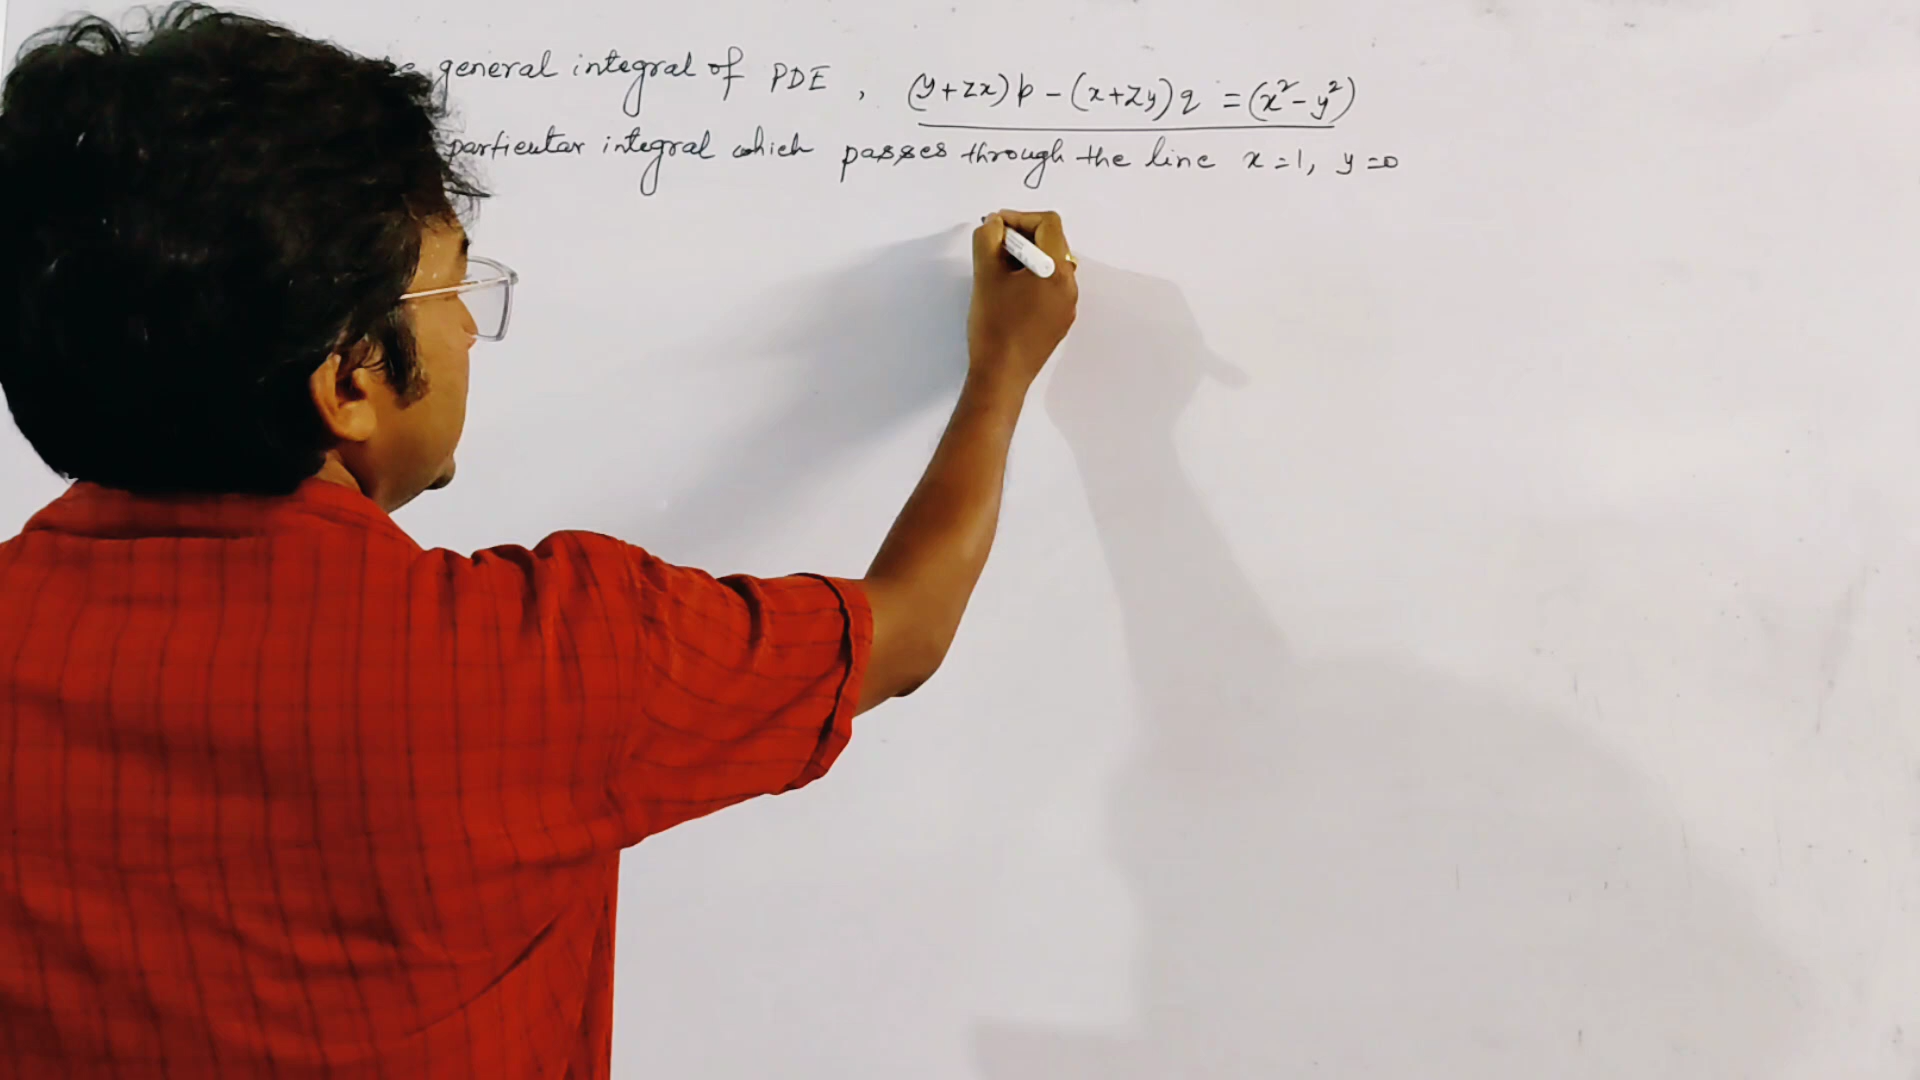 general integral of PDE , (y+zx)p - (x+zy)q = (x²-y²)
particular integral which passes through the line x=1, y=0